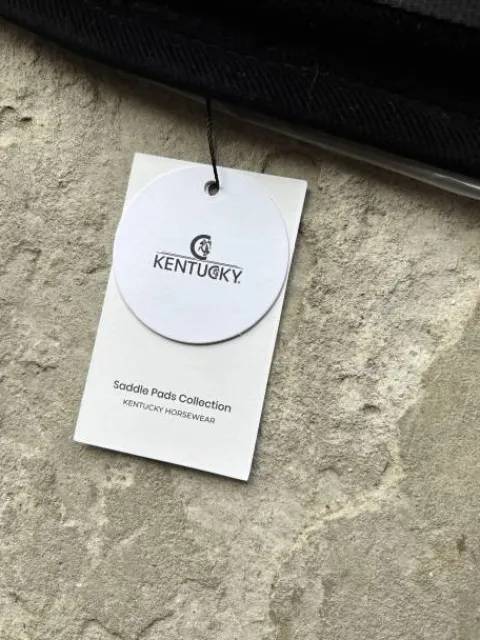 KENTUCKY
Saddle Pads Collection
KENTUCKY HORSEWEAR